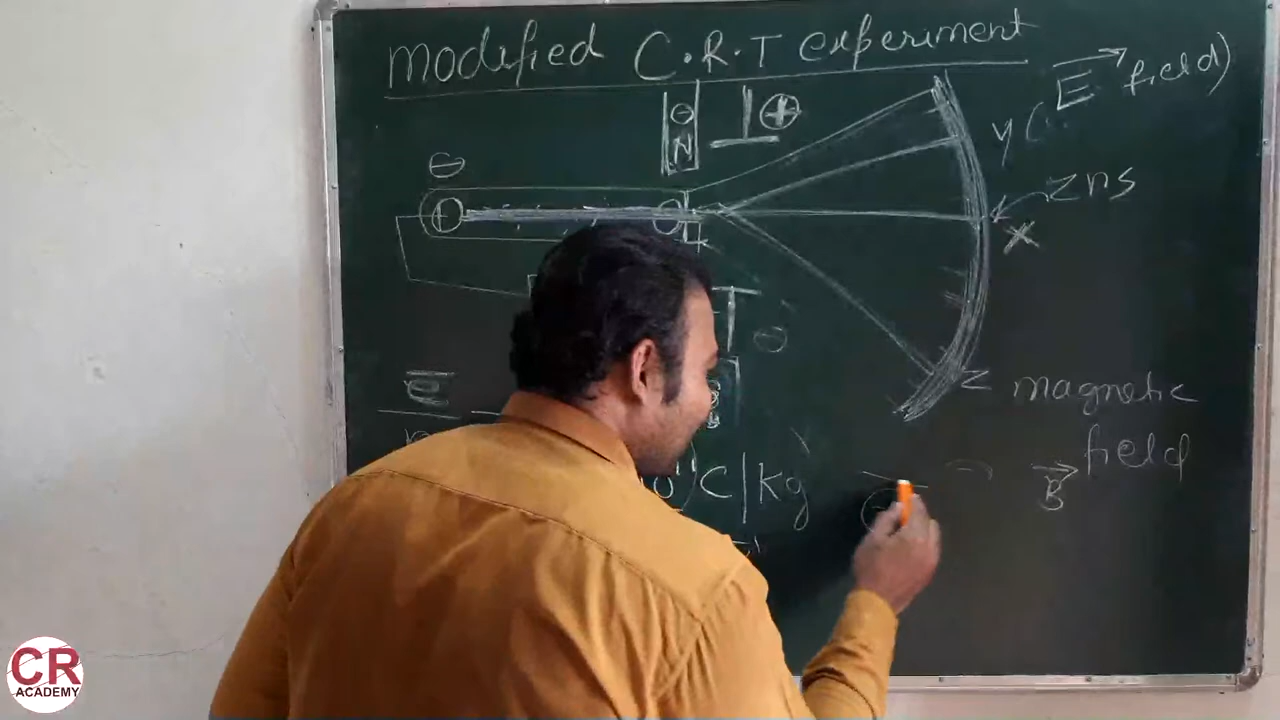 modified C.R.T experiment
E field)
y (
N
zns
x
z
magnetic
field
B
e
C|Kg
CR
ACADEMY